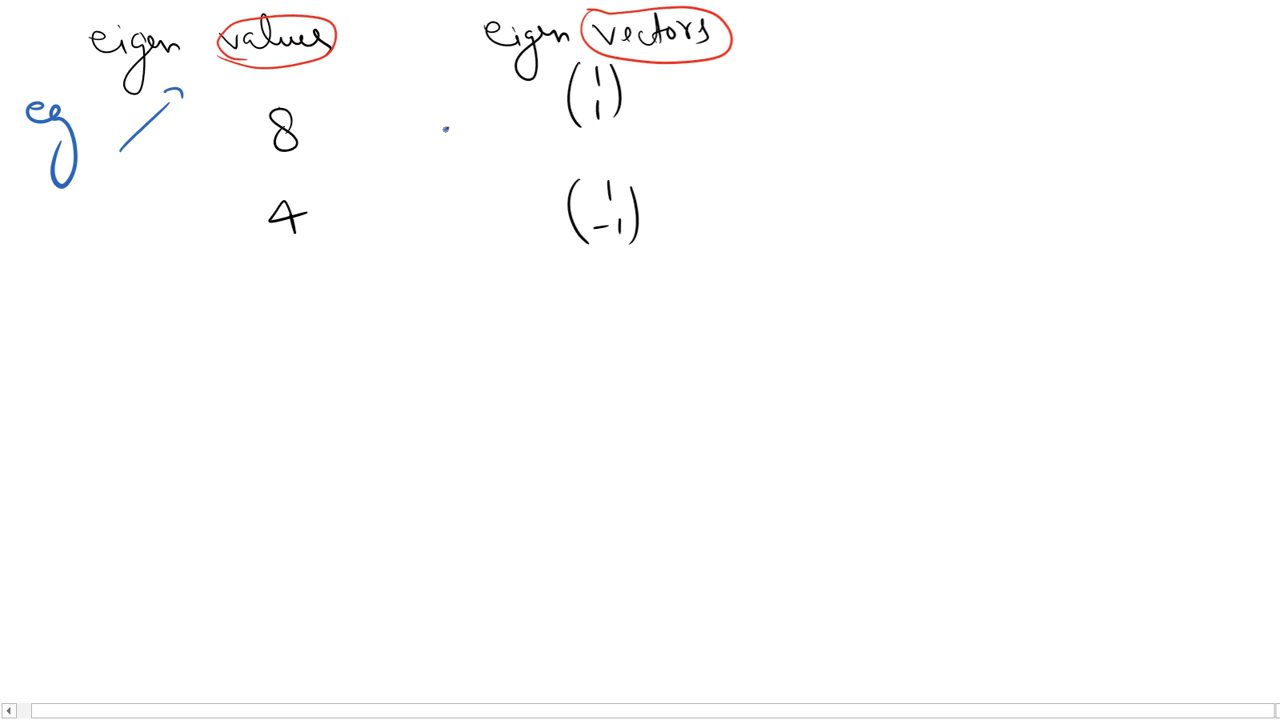 eigen values eigen vectors
eg 8 (1 1)
4 (1 -1)